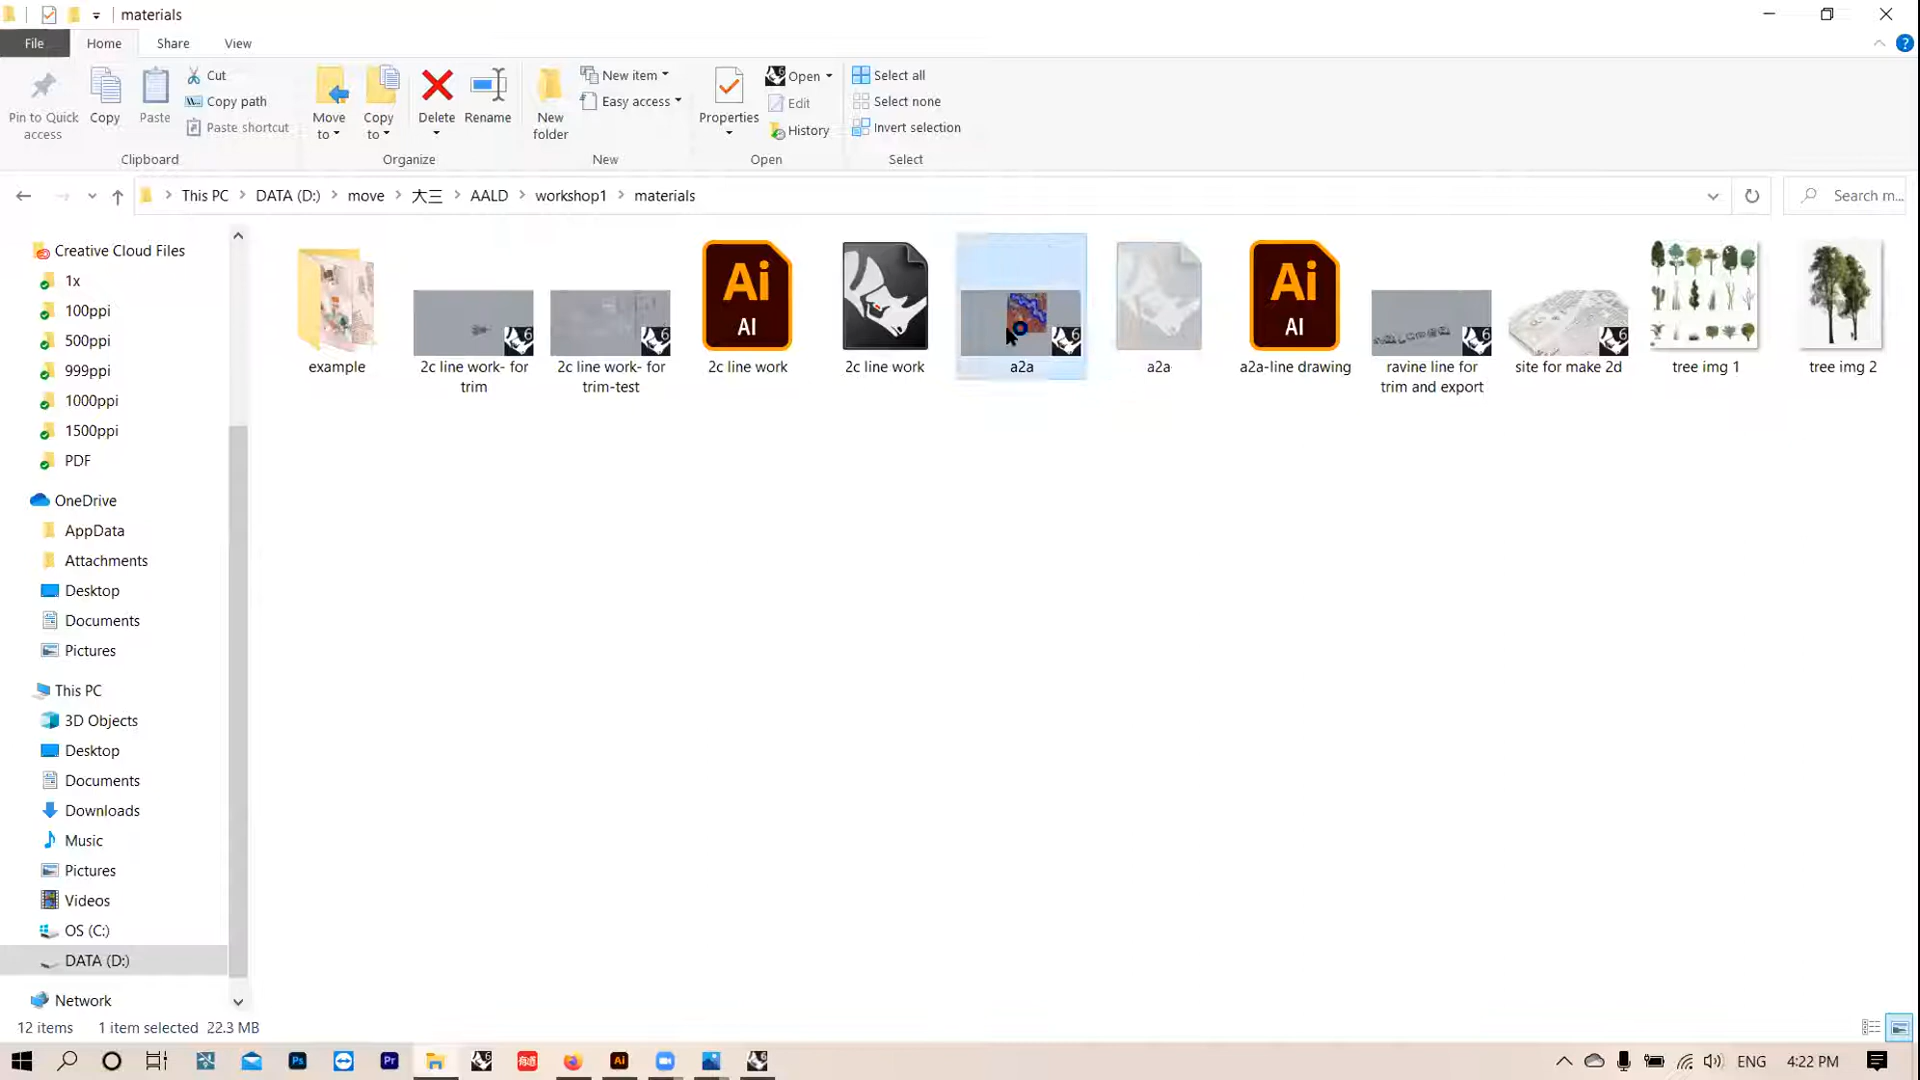 materials
File Home Share View
Pin to Quick access
Copy
Paste
Cut
Copy path
Paste shortcut
Clipboard
Move to
Copy to
Delete
Rename
Organize
New folder
New item
Easy access
New
Properties
Open
Edit
History
Open
Select all
Select none
Invert selection
Select
This PC DATA (D:) move 大三 AALD workshop1 materials
Search m...
Creative Cloud Files
1x
100ppi
500ppi
999ppi
1000ppi
1500ppi
PDF
OneDrive
AppData
Attachments
Desktop
Documents
Pictures
This PC
3D Objects
Desktop
Documents
Downloads
Music
Pictures
Videos
OS (C:)
DATA (D:)
Network
example
2c line work- for
trim
2c line work- for
trim-test
Ai
AI
2c line work
2c line work
a2a
a2a
Ai
AI
a2a-line drawing
ravine line for
trim and export
site for make 2d
tree img 1
tree img 2
12 items 1 item selected 22.3 MB
Ps
Pr
6
有道
Ai
6
ENG 4:22 PM